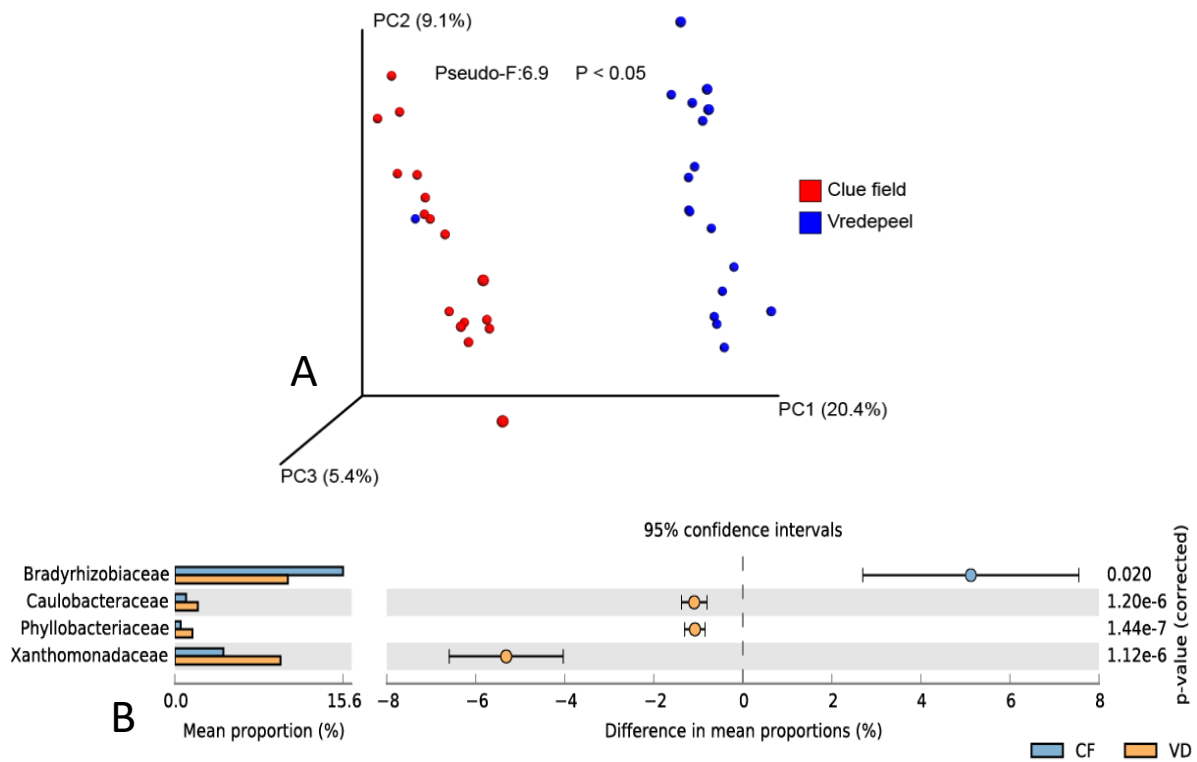 PC2 (9.1%)
Pseudo-F:6.9 P < 0.05
Clue field
Vredepeel
A
PC1 (20.4%)
PC3 (5.4%)
95% confidence intervals
Bradyrhizobiaceae 0.020
Caulobacteraceae 1.20e-6
Phyllobacteriaceae 1.44e-7
Xanthomonadaceae 1.12e-6
p-value (corrected)
0.0 15.6 −8 −6 −4 −2 0 2 4 6 8
B
Mean proportion (%) Difference in mean proportions (%)
CF VD